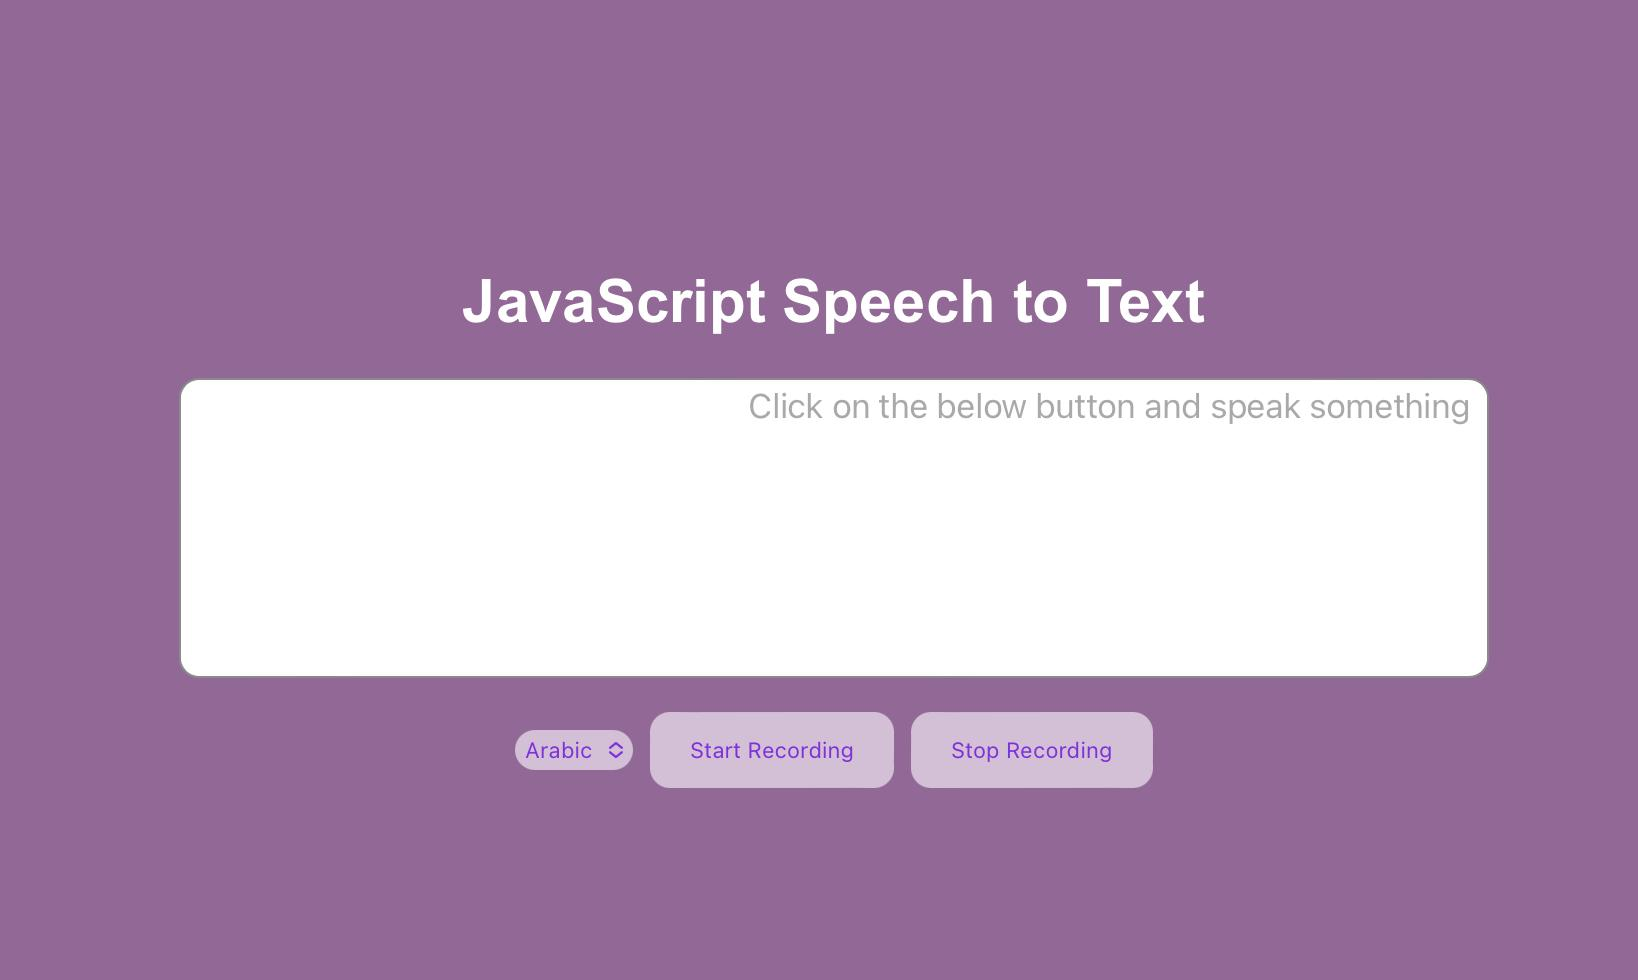 JavaScript Speech to Text
Click on the below button and speak something
Arabic
Start Recording
Stop Recording